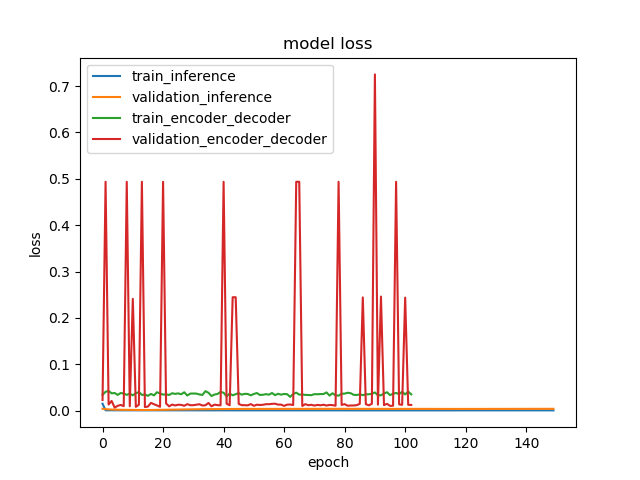 model loss
train_inference
validation_inference
train_encoder_decoder
validation_encoder_decoder
0.7
0.6
0.5
0.4
0.3
0.2
0.1
0.0
loss
0 20 40 60 80 100 120 140
epoch